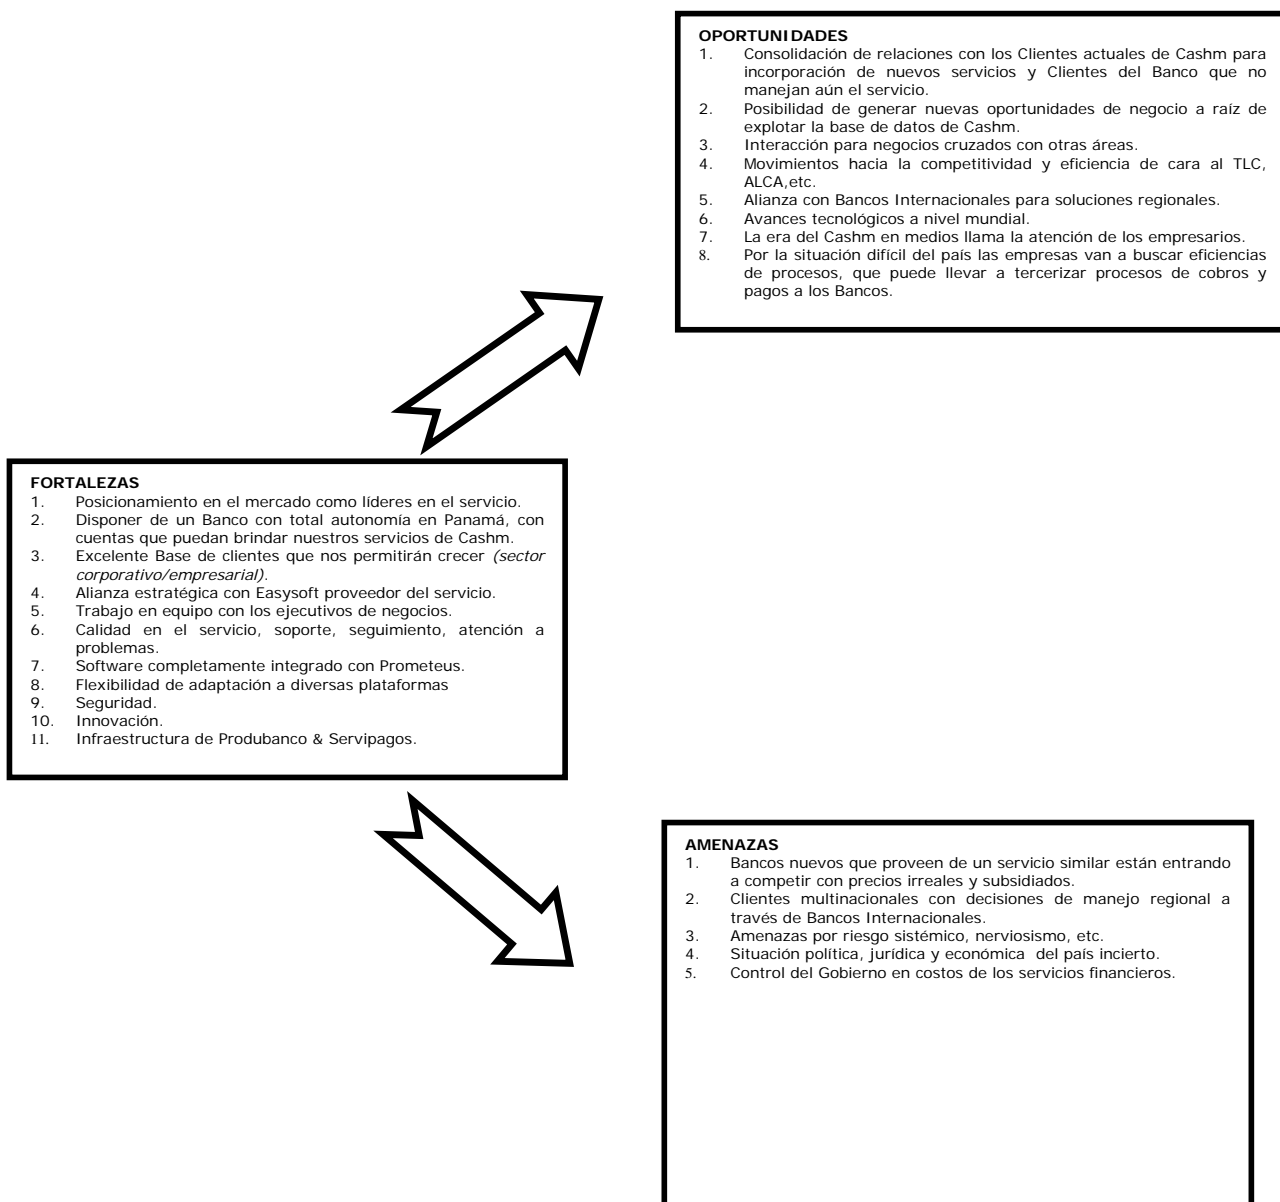 OPORTUNIDADES
1. Consolidación de relaciones con los Clientes actuales de Cashm para
incorporación de nuevos servicios y Clientes del Banco que no
manejan aún el servicio.
2. Posibilidad de generar nuevas oportunidades de negocio a raíz de
explotar la base de datos de Cashm.
3. Interacción para negocios cruzados con otras áreas.
4. Movimientos hacia la competitividad y eficiencia de cara al TLC,
ALCA,etc.
5. Alianza con Bancos Internacionales para soluciones regionales.
6. Avances tecnológicos a nivel mundial.
7. La era del Cashm en medios llama la atención de los empresarios.
8. Por la situación difícil del país las empresas van a buscar eficiencias
de procesos, que puede llevar a tercerizar procesos de cobros y
pagos a los Bancos.
FORTALEZAS
1. Posicionamiento en el mercado como líderes en el servicio.
2. Disponer de un Banco con total autonomía en Panamá, con
cuentas que puedan brindar nuestros servicios de Cashm.
3. Excelente Base de clientes que nos permitirán crecer (sector
corporativo/empresarial).
4. Alianza estratégica con Easysoft proveedor del servicio.
5. Trabajo en equipo con los ejecutivos de negocios.
6. Calidad en el servicio, soporte, seguimiento, atención a
problemas.
7. Software completamente integrado con Prometeus.
8. Flexibilidad de adaptación a diversas plataformas
9. Seguridad.
10. Innovación.
11. Infraestructura de Produbanco & Servipagos.
AMENAZAS
1. Bancos nuevos que proveen de un servicio similar están entrando
a competir con precios irreales y subsidiados.
2. Clientes multinacionales con decisiones de manejo regional a
través de Bancos Internacionales.
3. Amenazas por riesgo sistémico, nerviosismo, etc.
4. Situación política, jurídica y económica del país incierto.
5. Control del Gobierno en costos de los servicios financieros.